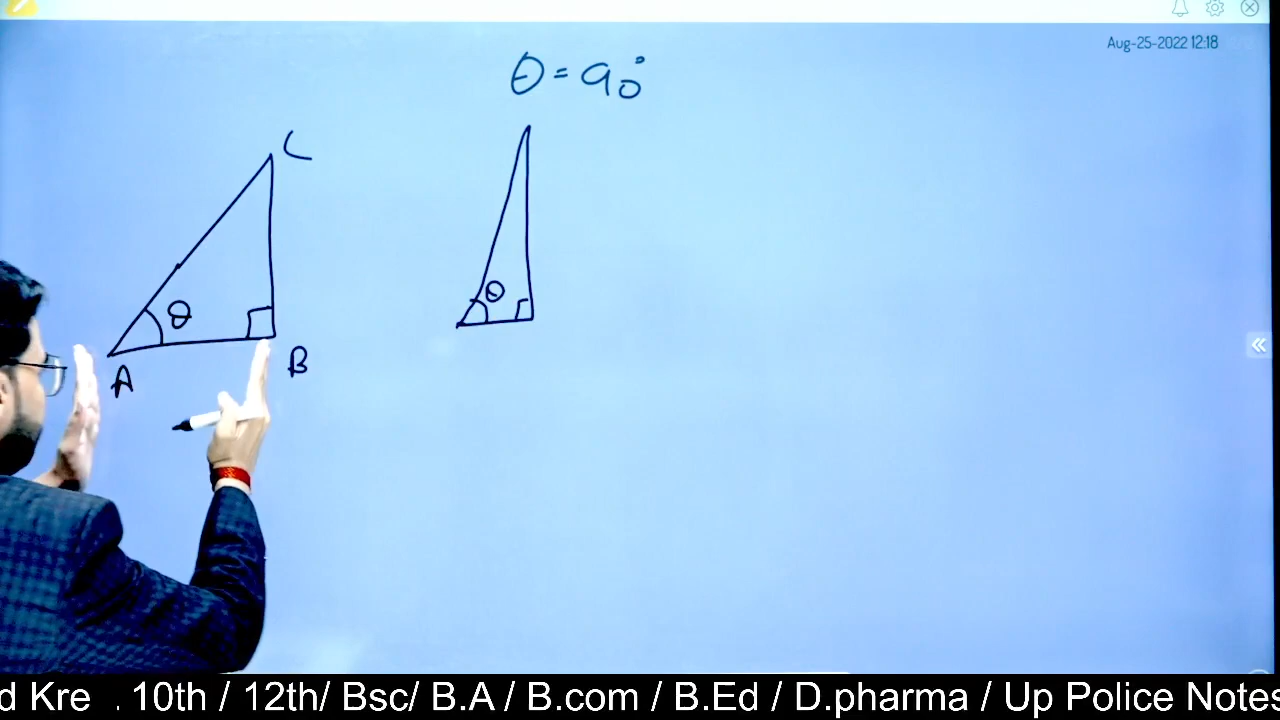 Aug-25-2022 12:18
θ = 90°
C
θ
θ
A
B
d Kre . 10th / 12th/ Bsc/ B.A / B.com / B.Ed / D.pharma / Up Police Notes